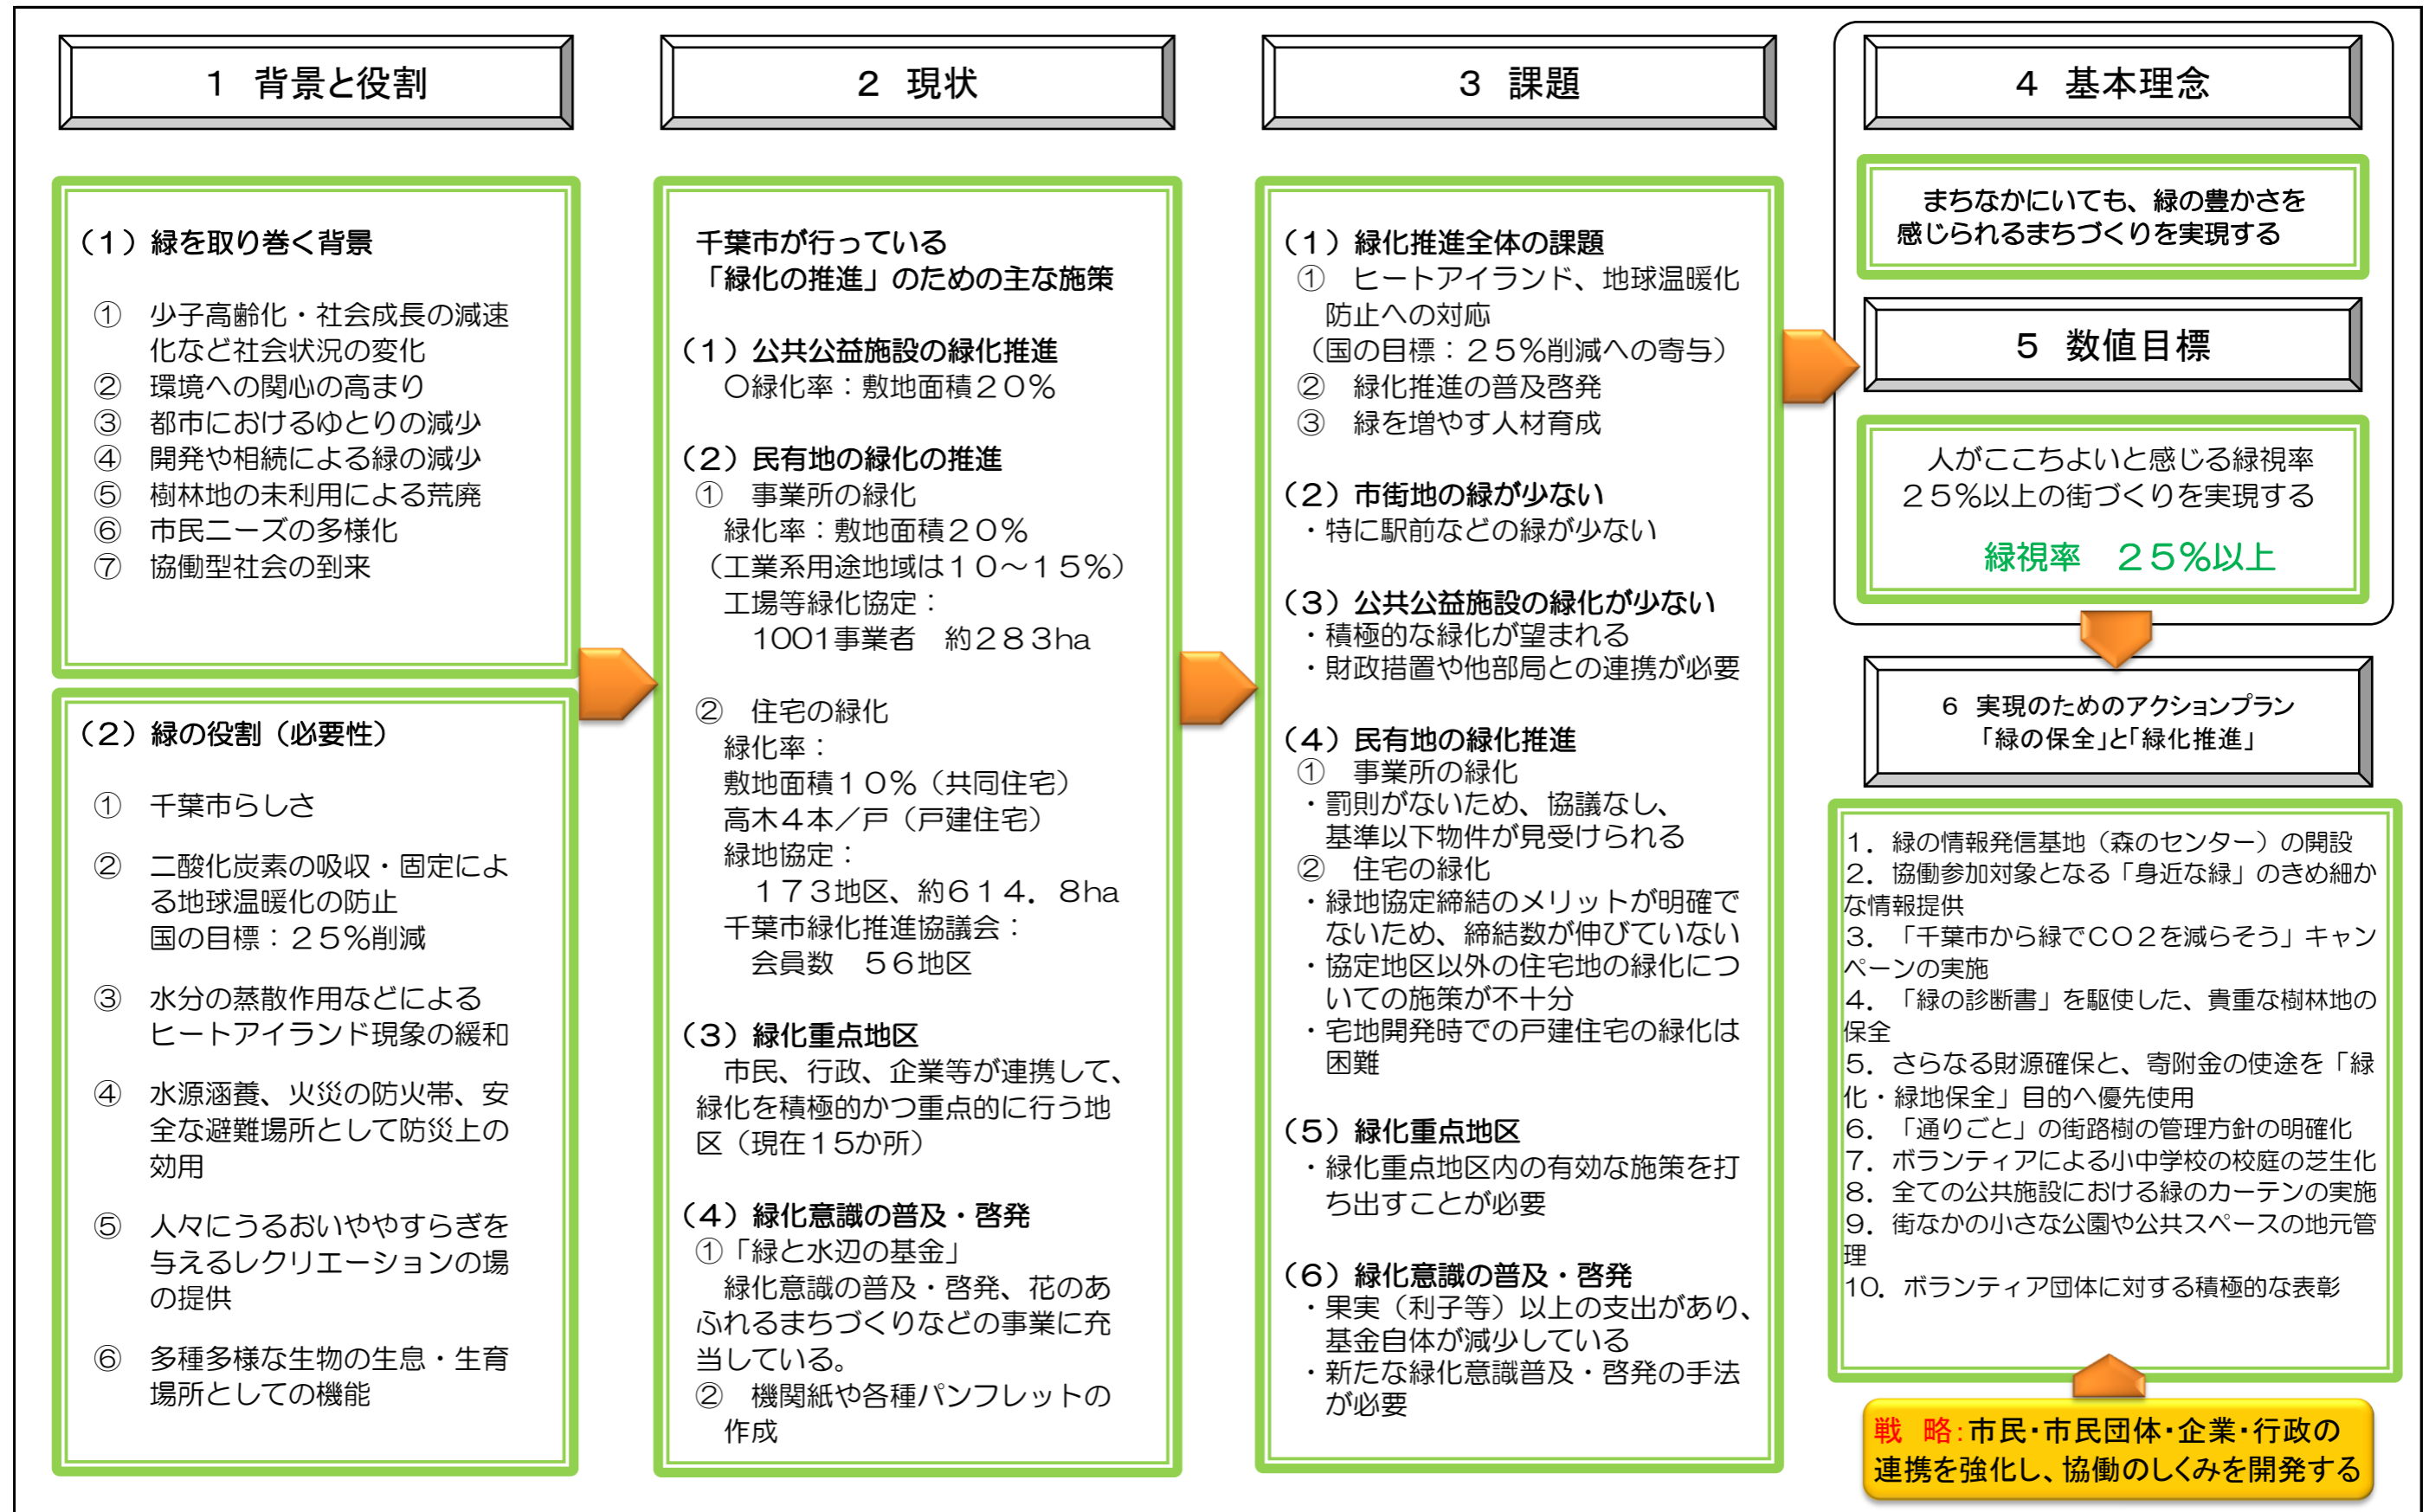 1 背景と役割
(1)緑を取り巻く背景
① 少子高齢化・社会成長の減速
化など社会状況の変化
② 環境への関心の高まり
③ 都市におけるゆとりの減少
④ 開発や相続による緑の減少
⑤ 樹林地の未利用による荒廃
⑥ 市民ニーズの多様化
⑦ 協働型社会の到来
(2)緑の役割(必要性)
① 千葉市らしさ
② 二酸化炭素の吸収・固定によ
る地球温暖化の防止
国の目標:25%削減
③ 水分の蒸散作用などによる
ヒートアイランド現象の緩和
④ 水源涵養、火災の防火帯、安
全な避難場所として防災上の
効用
⑤ 人々にうるおいややすらぎを
与えるレクリエーションの場
の提供
⑥ 多種多様な生物の生息・生育
場所としての機能
2 現状
千葉市が行っている
「緑化の推進」のための主な施策
(1)公共公益施設の緑化推進
〇緑化率:敷地面積20%
(2)民有地の緑化の推進
① 事業所の緑化
緑化率:敷地面積20%
(工業系用途地域は10~15%)
工場等緑化協定:
1001事業者 約283ha
② 住宅の緑化
緑化率:
敷地面積10%(共同住宅)
高木4本/戸(戸建住宅)
緑地協定:
173地区、約614.8ha
千葉市緑化推進協議会:
会員数 56地区
(3)緑化重点地区
市民、行政、企業等が連携して、
緑化を積極的かつ重点的に行う地
区(現在15か所)
(4)緑化意識の普及・啓発
①「緑と水辺の基金」
緑化意識の普及・啓発、花のあ
ふれるまちづくりなどの事業に充
当している。
② 機関紙や各種パンフレットの
作成
3 課題
(1)緑化推進全体の課題
① ヒートアイランド、地球温暖化
防止への対応
(国の目標:25%削減への寄与)
② 緑化推進の普及啓発
③ 緑を増やす人材育成
(2)市街地の緑が少ない
・特に駅前などの緑が少ない
(3)公共公益施設の緑化が少ない
・積極的な緑化が望まれる
・財政措置や他部局との連携が必要
(4)民有地の緑化推進
① 事業所の緑化
・罰則がないため、協議なし、
基準以下物件が見受けられる
② 住宅の緑化
・緑地協定締結のメリットが明確で
ないため、締結数が伸びていない
・協定地区以外の住宅地の緑化につ
いての施策が不十分
・宅地開発時での戸建住宅の緑化は
困難
(5)緑化重点地区
・緑化重点地区内の有効な施策を打
ち出すことが必要
(6)緑化意識の普及・啓発
・果実(利子等)以上の支出があり、
基金自体が減少している
・新たな緑化意識普及・啓発の手法
が必要
4 基本理念
まちなかにいても、緑の豊かさを
感じられるまちづくりを実現する
5 数値目標
人がここちよいと感じる緑視率
25%以上の街づくりを実現する
緑視率 25%以上
6 実現のためのアクションプラン
「緑の保全」と「緑化推進」
1.緑の情報発信基地(森のセンター)の開設
2.協働参加対象となる「身近な緑」のきめ細か
な情報提供
3.「千葉市から緑でCO2を減らそう」キャン
ペーンの実施
4.「緑の診断書」を駆使した、貴重な樹林地の
保全
5.さらなる財源確保と、寄附金の使途を「緑
化・緑地保全」目的へ優先使用
6.「通りごと」の街路樹の管理方針の明確化
7.ボランティアによる小中学校の校庭の芝生化
8.全ての公共施設における緑のカーテンの実施
9.街なかの小さな公園や公共スペースの地元管
理
10.ボランティア団体に対する積極的な表彰
戦 略:市民・市民団体・企業・行政の
連携を強化し、協働のしくみを開発する